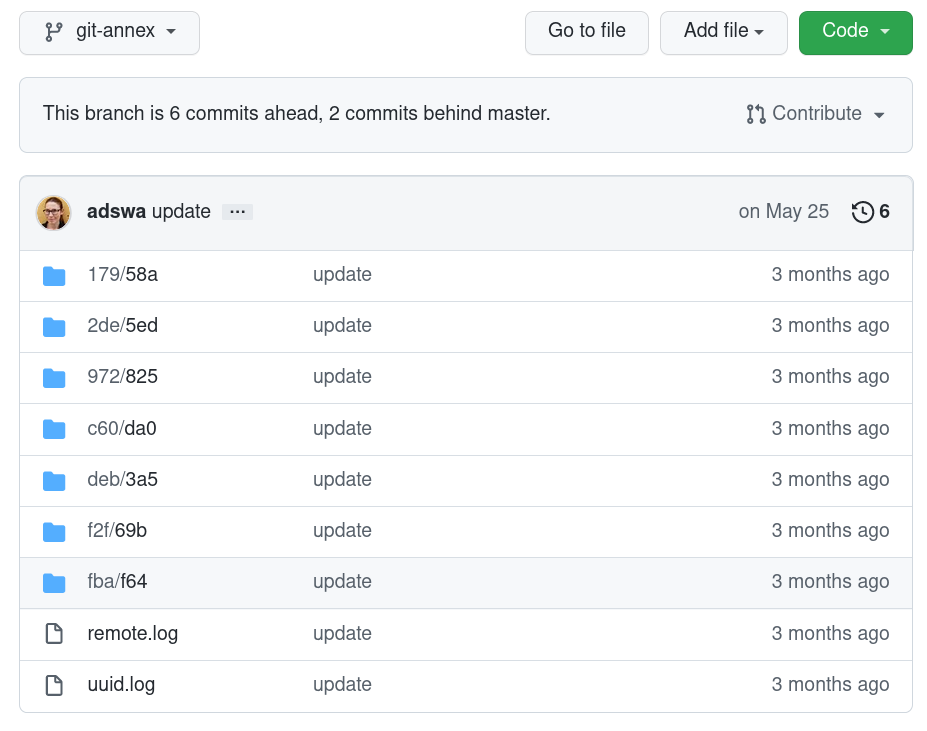 git-annex Go to file Add file Code
This branch is 6 commits ahead, 2 commits behind master. Contribute
adswa update ... on May 25 6
179/58a update 3 months ago
2de/5ed update 3 months ago
972/825 update 3 months ago
c60/da0 update 3 months ago
deb/3a5 update 3 months ago
f2f/69b update 3 months ago
fba/f64 update 3 months ago
remote.log update 3 months ago
uuid.log update 3 months ago